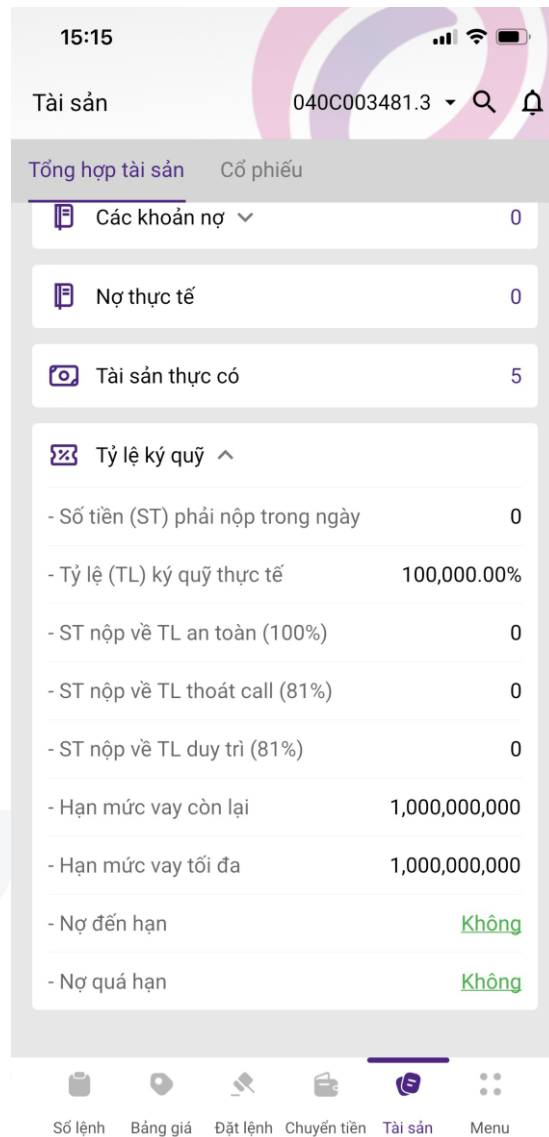 15:15
Tài sản 040C003481.3
Tổng hợp tài sản Cổ phiếu
Các khoản nợ 0
Nợ thực tế 0
Tài sản thực có 5
Tỷ lệ ký quỹ
- Số tiền (ST) phải nộp trong ngày 0
- Tỷ lệ (TL) ký quỹ thực tế 100,000.00%
- ST nộp về TL an toàn (100%) 0
- ST nộp về TL thoát call (81%) 0
- ST nộp về TL duy trì (81%) 0
- Hạn mức vay còn lại 1,000,000,000
- Hạn mức vay tối đa 1,000,000,000
- Nợ đến hạn Không
- Nợ quá hạn Không
Sổ lệnh Bảng giá Đặt lệnh Chuyển tiền Tài sản Menu